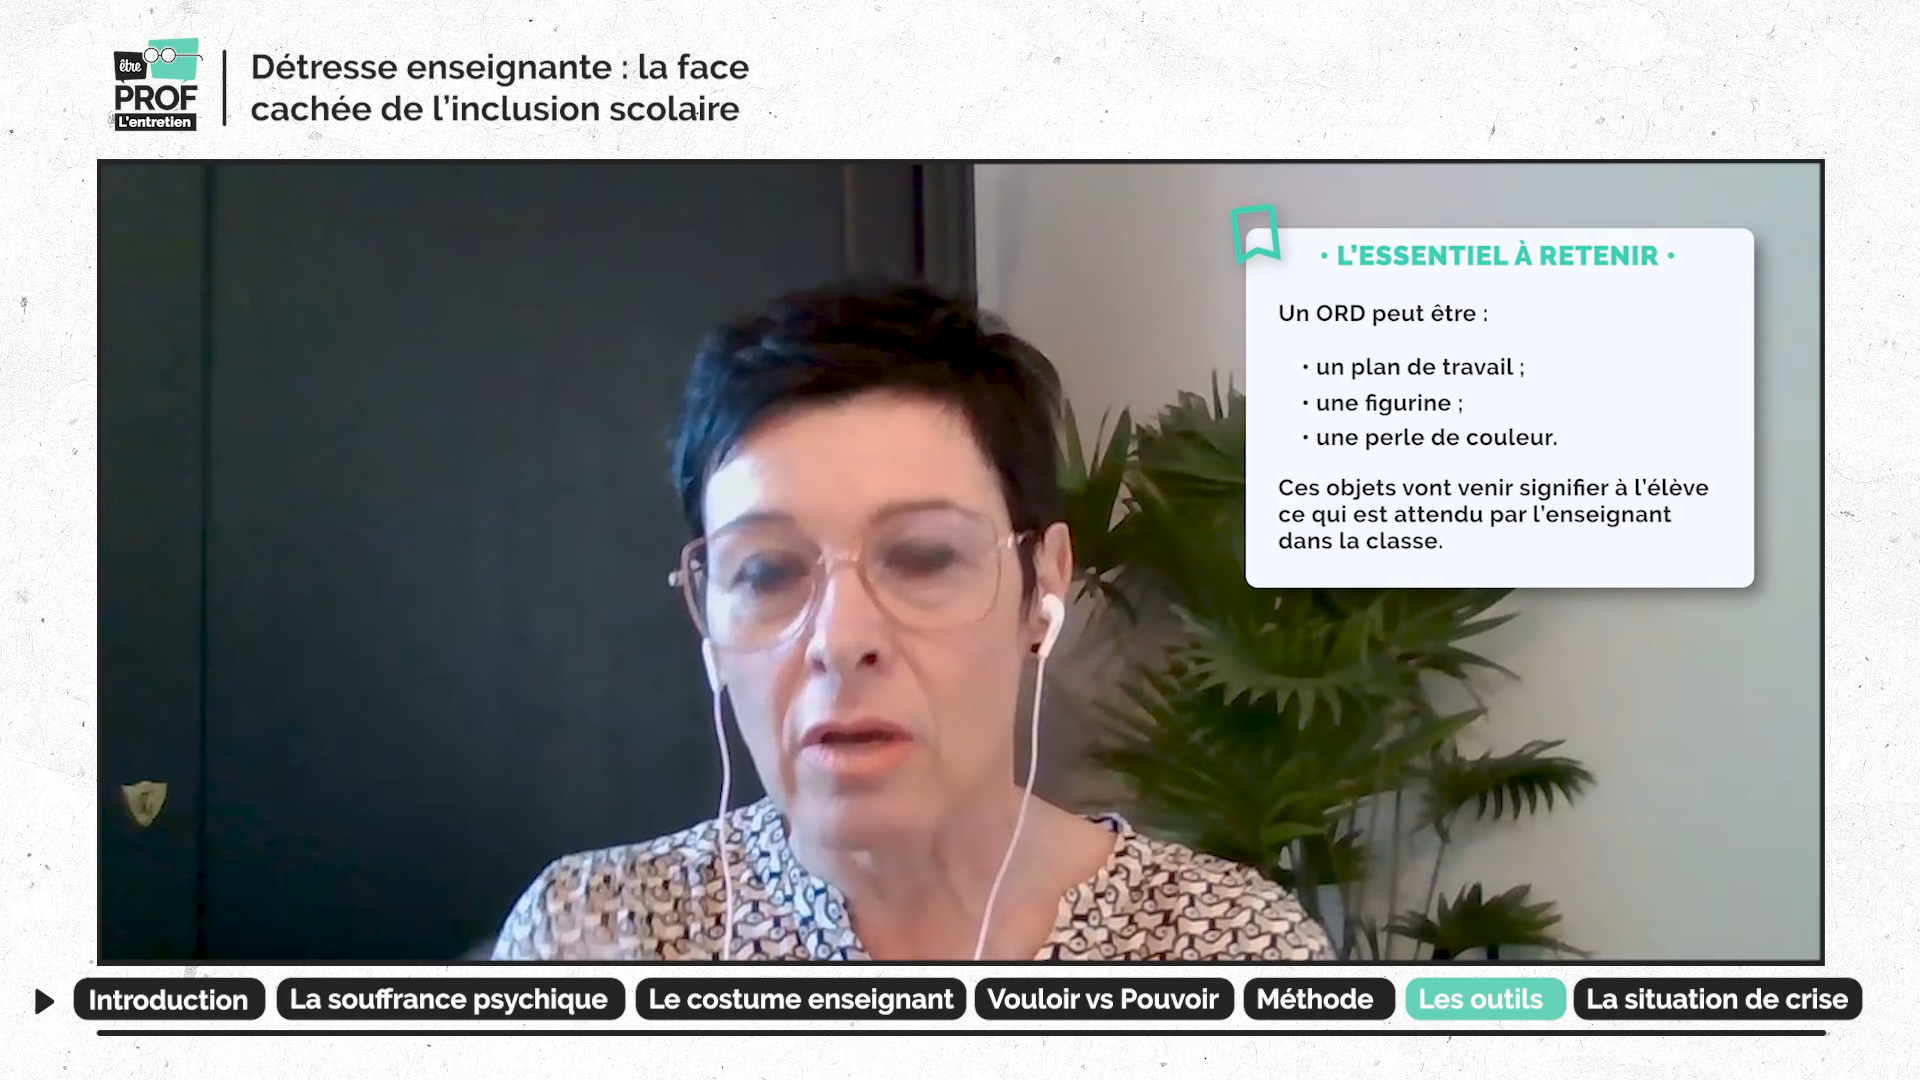 être
PROF
L'entretien
Détresse enseignante : la face
cachée de l'inclusion scolaire
• L'ESSENTIEL À RETENIR •
Un ORD peut être :
• un plan de travail ;
• une figurine ;
• une perle de couleur.
Ces objets vont venir signifier à l'élève
ce qui est attendu par l'enseignant
dans la classe.
Introduction
La souffrance psychique
Le costume enseignant
Vouloir vs Pouvoir
Méthode
Les outils
La situation de crise